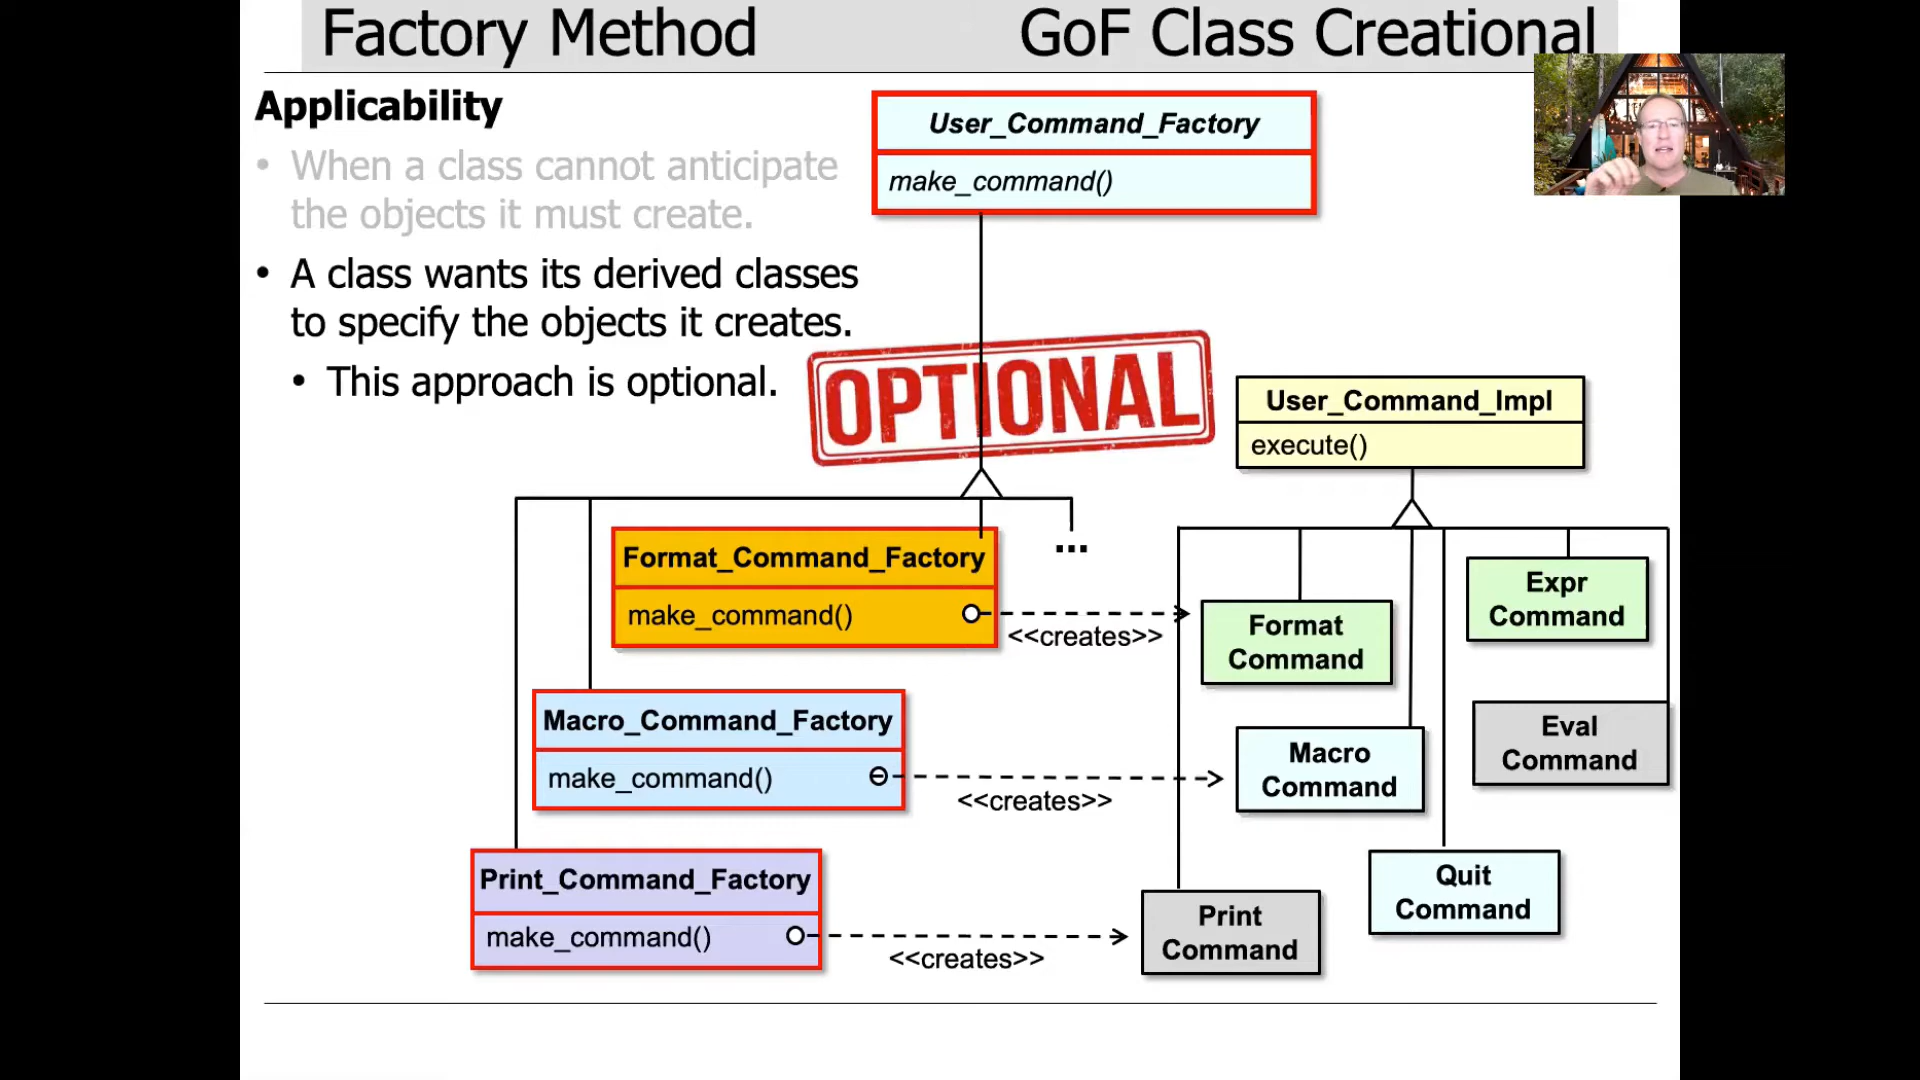 Factory Method
GoF Class Creational
Applicability
• When a class cannot anticipate
the objects it must create.
• A class wants its derived classes
to specify the objects it creates.
• This approach is optional.
User_Command_Factory
make_command()
OPTIONAL
User_Command_Impl
execute()
...
Format_Command_Factory
make_command()
<<creates>>
Format
Command
Expr
Command
Macro_Command_Factory
make_command()
<<creates>>
Macro
Command
Eval
Command
Print_Command_Factory
make_command()
<<creates>>
Print
Command
Quit
Command